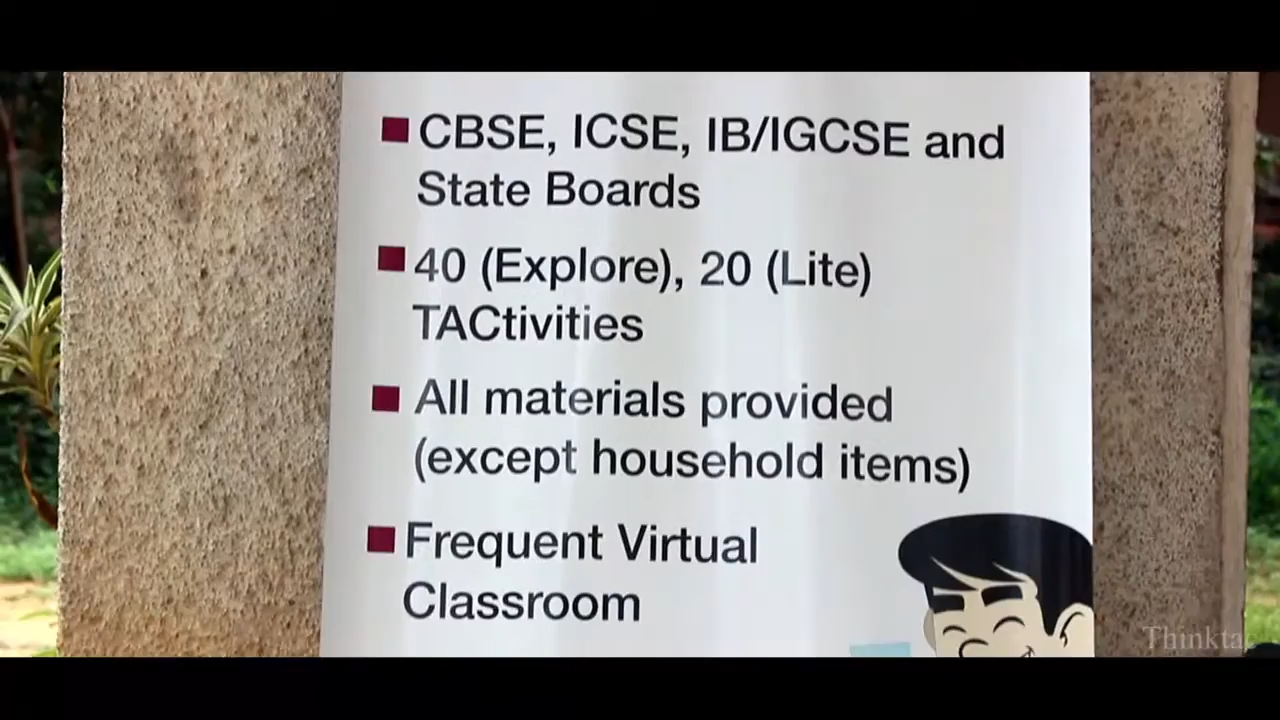 CBSE, ICSE, IB/IGCSE and
State Boards
40 (Explore), 20 (Lite)
TACtivities
All materials provided
(except household items)
Frequent Virtual
Classroom
Thinktac